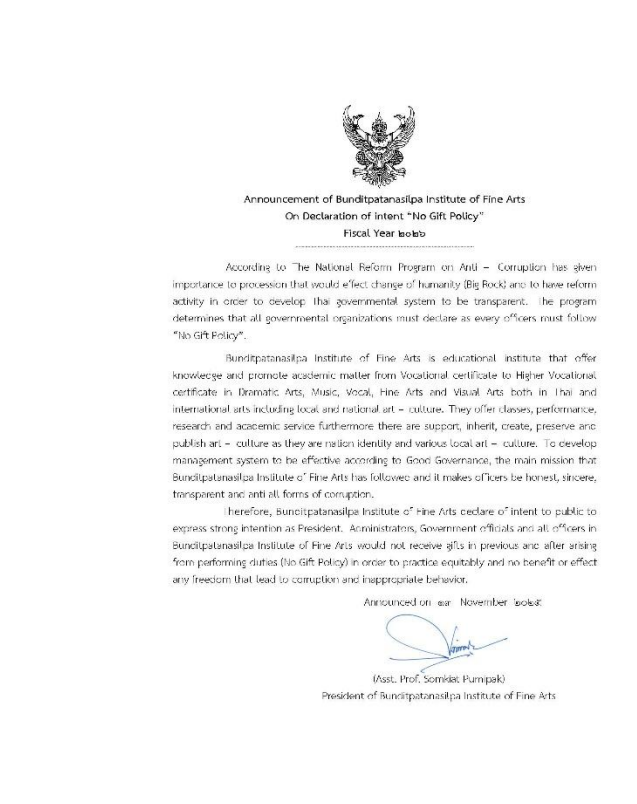 Announcement of Bunditpatanasilpa Institute of Fine Arts
On Declaration of intent “No Gift Policy”
Fiscal Year ๒๐๒๖
According to The National Reform Program on Anti – Corruption has given
importance to procession that would effect change of humanity (Big Rock) and to have reform
activity in order to develop Thai governmental system to be transparent. The program
determines that all governmental organizations must declare as every officers must follow
“No Gift Policy”.
Bunditpatanasilpa Institute of Fine Arts is educational institute that offer
knowledge and promote academic matter from Vocational certificate to Higher Vocational
certificate in Dramatic Arts, Music, Vocal, Fine Arts and Visual Arts both in Thai and
international arts including local and national art – culture. They offer classes, performance,
research and academic service furthermore there are support, inherit, create, preserve and
publish art – culture as they are nation identity and various local art – culture. To develop
management system to be effective according to Good Governance, the main mission that
Bunditpatanasilpa Institute of Fine Arts has followed and it makes officers be honest, sincere,
transparent and anti all forms of corruption.
Therefore, Bunditpatanasilpa Institute of Fine Arts declare of intent to public to
express strong intention as President. Administrators, Government officials and all officers in
Bunditpatanasilpa Institute of Fine Arts would not receive gifts in previous and after arising
from performing duties (No Gift Policy) in order to practice equitably and no benefit or effect
any freedom that lead to corruption and inappropriate behavior.
Announced on November ๒๐๒๕
(Asst. Prof. Somkiat Pumipak)
President of Bunditpatanasilpa Institute of Fine Arts